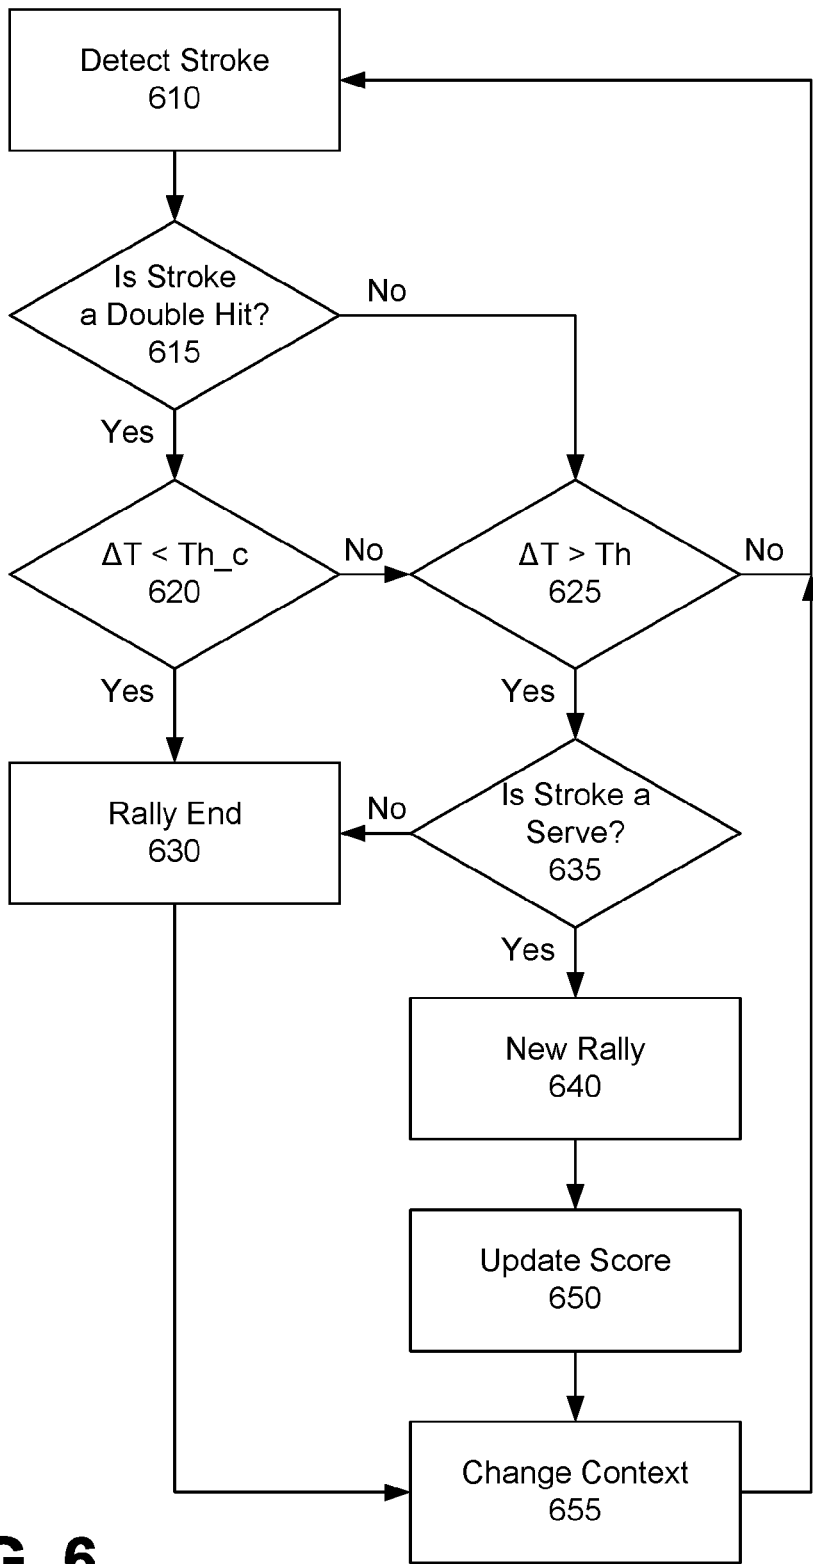 Detect Stroke
610
Is Stroke
a Double Hit?
615
No
Yes
ΔT < Th_c
620
No
ΔT > Th
625
No
Yes
Yes
Rally End
630
No
Is Stroke a
Serve?
635
Yes
New Rally
640
Update Score
650
Change Context
655
G. 6